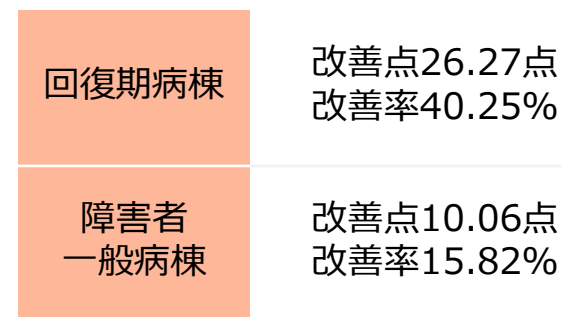 回復期病棟
改善点26.27点
改善率40.25%
障害者
一般病棟
改善点10.06点
改善率15.82%